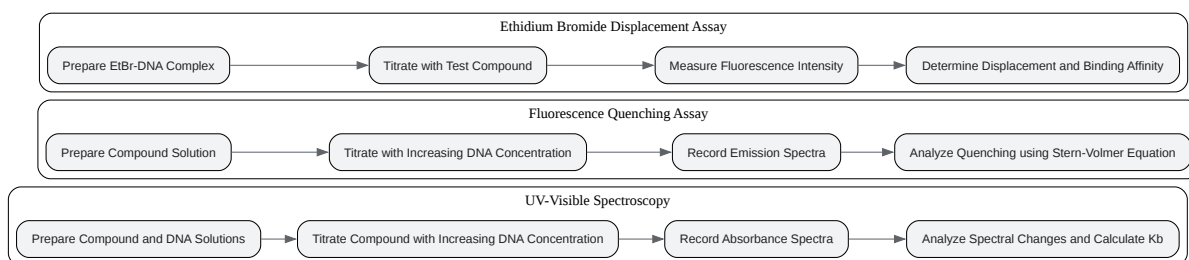 Ethidium Bromide Displacement Assay
Prepare EtBr-DNA Complex
Titrate with Test Compound
Measure Fluorescence Intensity
Determine Displacement and Binding Affinity
Fluorescence Quenching Assay
Prepare Compound Solution
Titrate with Increasing DNA Concentration
Record Emission Spectra
Analyze Quenching using Stern-Volmer Equation
UV-Visible Spectroscopy
Prepare Compound and DNA Solutions
Titrate Compound with Increasing DNA Concentration
Record Absorbance Spectra
Analyze Spectral Changes and Calculate Kb